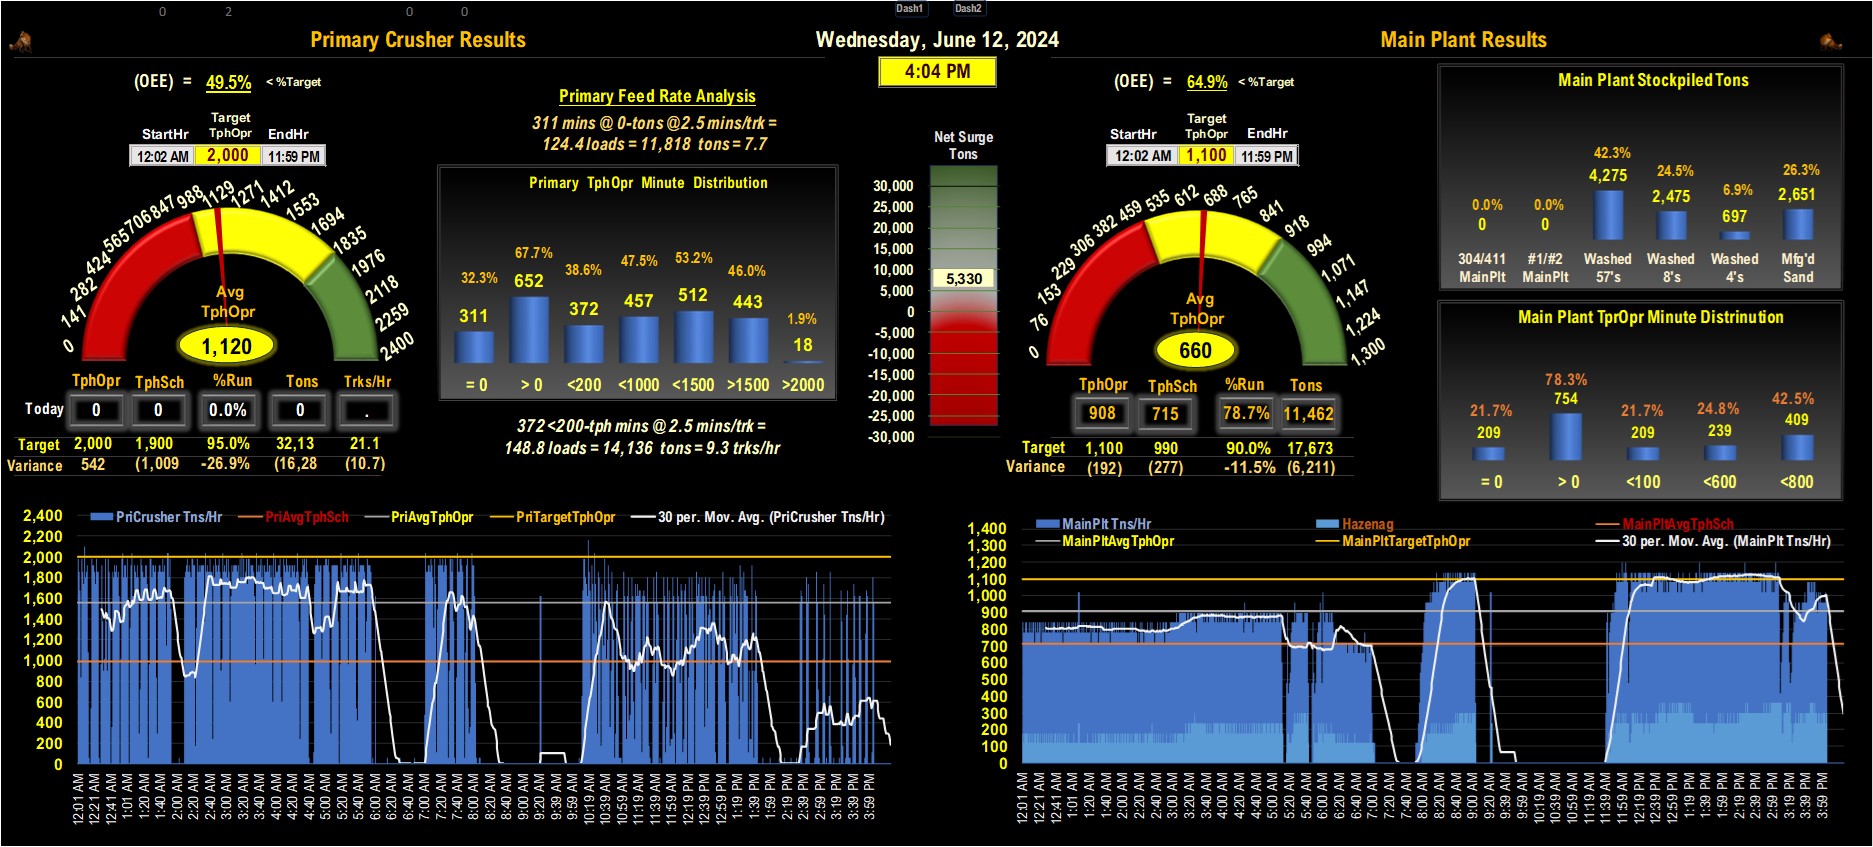 0 2 0 0 Dash1 Dash2
Primary Crusher Results
Wednesday, June 12, 2024
Main Plant Results
4:04 PM
(OEE) = 49.5% < %Target
Target
StartHr TphOpr EndHr
12:02 AM 2,000 11:59 PM
0 141 282 424 565 706 847 988 1129 1271 1412 1553 1694 1835 1976 2118 2259 2400
Avg
TphOpr
1,120
TphOpr TphSch %Run Tons Trks/Hr
Today 0 0 0.0% 0 .
Target 2,000 1,900 95.0% 32,13 21.1
Variance 542 (1,009 -26.9% (16,28 (10.7)
Primary Feed Rate Analysis
311 mins @ 0-tons @2.5 mins/trk =
124.4 loads = 11,818 tons = 7.7
Primary TphOpr Minute Distribution
32.3% 67.7% 38.6% 47.5% 53.2% 46.0% 1.9%
311 652 372 457 512 443 18
= 0 > 0 <200 <1000 <1500 >1500 >2000
372 <200-tph mins @ 2.5 mins/trk =
148.8 loads = 14,136 tons = 9.3 trks/hr
Net Surge
Tons
30,000
25,000
20,000
15,000
10,000
5,330
5,000
0
-5,000
-10,000
-15,000
-20,000
-25,000
-30,000
(OEE) = 64.9% < %Target
Target
StartHr TphOpr EndHr
12:02 AM 1,100 11:59 PM
0 76 153 229 306 382 459 535 612 688 765 841 918 994 1,071 1,147 1,224 1,300
Avg
TphOpr
660
TphOpr TphSch %Run Tons
908 715 78.7% 11,462
Target 1,100 990 90.0% 17,673
Variance (192) (277) -11.5% (6,211)
Main Plant Stockpiled Tons
0.0% 0.0% 42.3% 24.5% 6.9% 26.3%
0 0 4,275 2,475 697 2,651
304/411 #1/#2 Washed Washed Washed Mfg'd
MainPlt MainPlt 57's 8's 4's Sand
Main Plant TprOpr Minute Distrinution
21.7% 78.3% 21.7% 24.8% 42.5%
209 754 209 239 409
= 0 > 0 <100 <600 <800
PriCrusher Tns/Hr PriAvgTphSch PriAvgTphOpr PriTargetTphOpr 30 per. Mov. Avg. (PriCrusher Tns/Hr)
2,400
2,200
2,000
1,800
1,600
1,400
1,200
1,000
800
600
400
200
0
12:01 AM 12:21 AM 12:41 AM 1:01 AM 1:20 AM 1:40 AM 2:00 AM 2:20 AM 2:40 AM 3:00 AM 3:20 AM 3:40 AM 4:00 AM 4:20 AM 4:40 AM 5:00 AM 5:20 AM 5:40 AM 6:00 AM 6:20 AM 6:40 AM 7:00 AM 7:20 AM 7:40 AM 8:00 AM 8:20 AM 8:40 AM 9:00 AM 9:20 AM 9:39 AM 9:59 AM 10:19 AM 10:39 AM 10:59 AM 11:19 AM 11:39 AM 11:59 AM 12:19 PM 12:39 PM 12:59 PM 1:19 PM 1:39 PM 1:59 PM 2:19 PM 2:39 PM 2:59 PM 3:19 PM 3:39 PM 3:59 PM
MainPlt Tns/Hr Hazenag MainPltAvgTphSch
MainPltAvgTphOpr MainPltTargetTphOpr 30 per. Mov. Avg. (MainPlt Tns/Hr)
1,400
1,300
1,200
1,100
1,000
900
800
700
600
500
400
300
200
100
0
12:01 AM 12:21 AM 12:41 AM 1:01 AM 1:20 AM 1:40 AM 2:00 AM 2:20 AM 2:40 AM 3:00 AM 3:20 AM 3:40 AM 4:00 AM 4:20 AM 4:40 AM 5:00 AM 5:20 AM 5:40 AM 6:00 AM 6:20 AM 6:40 AM 7:00 AM 7:20 AM 7:40 AM 8:00 AM 8:20 AM 8:40 AM 9:00 AM 9:20 AM 9:39 AM 9:59 AM 10:19 AM 10:39 AM 10:59 AM 11:19 AM 11:39 AM 11:59 AM 12:19 PM 12:39 PM 12:59 PM 1:19 PM 1:39 PM 1:59 PM 2:19 PM 2:39 PM 2:59 PM 3:19 PM 3:39 PM 3:59 PM